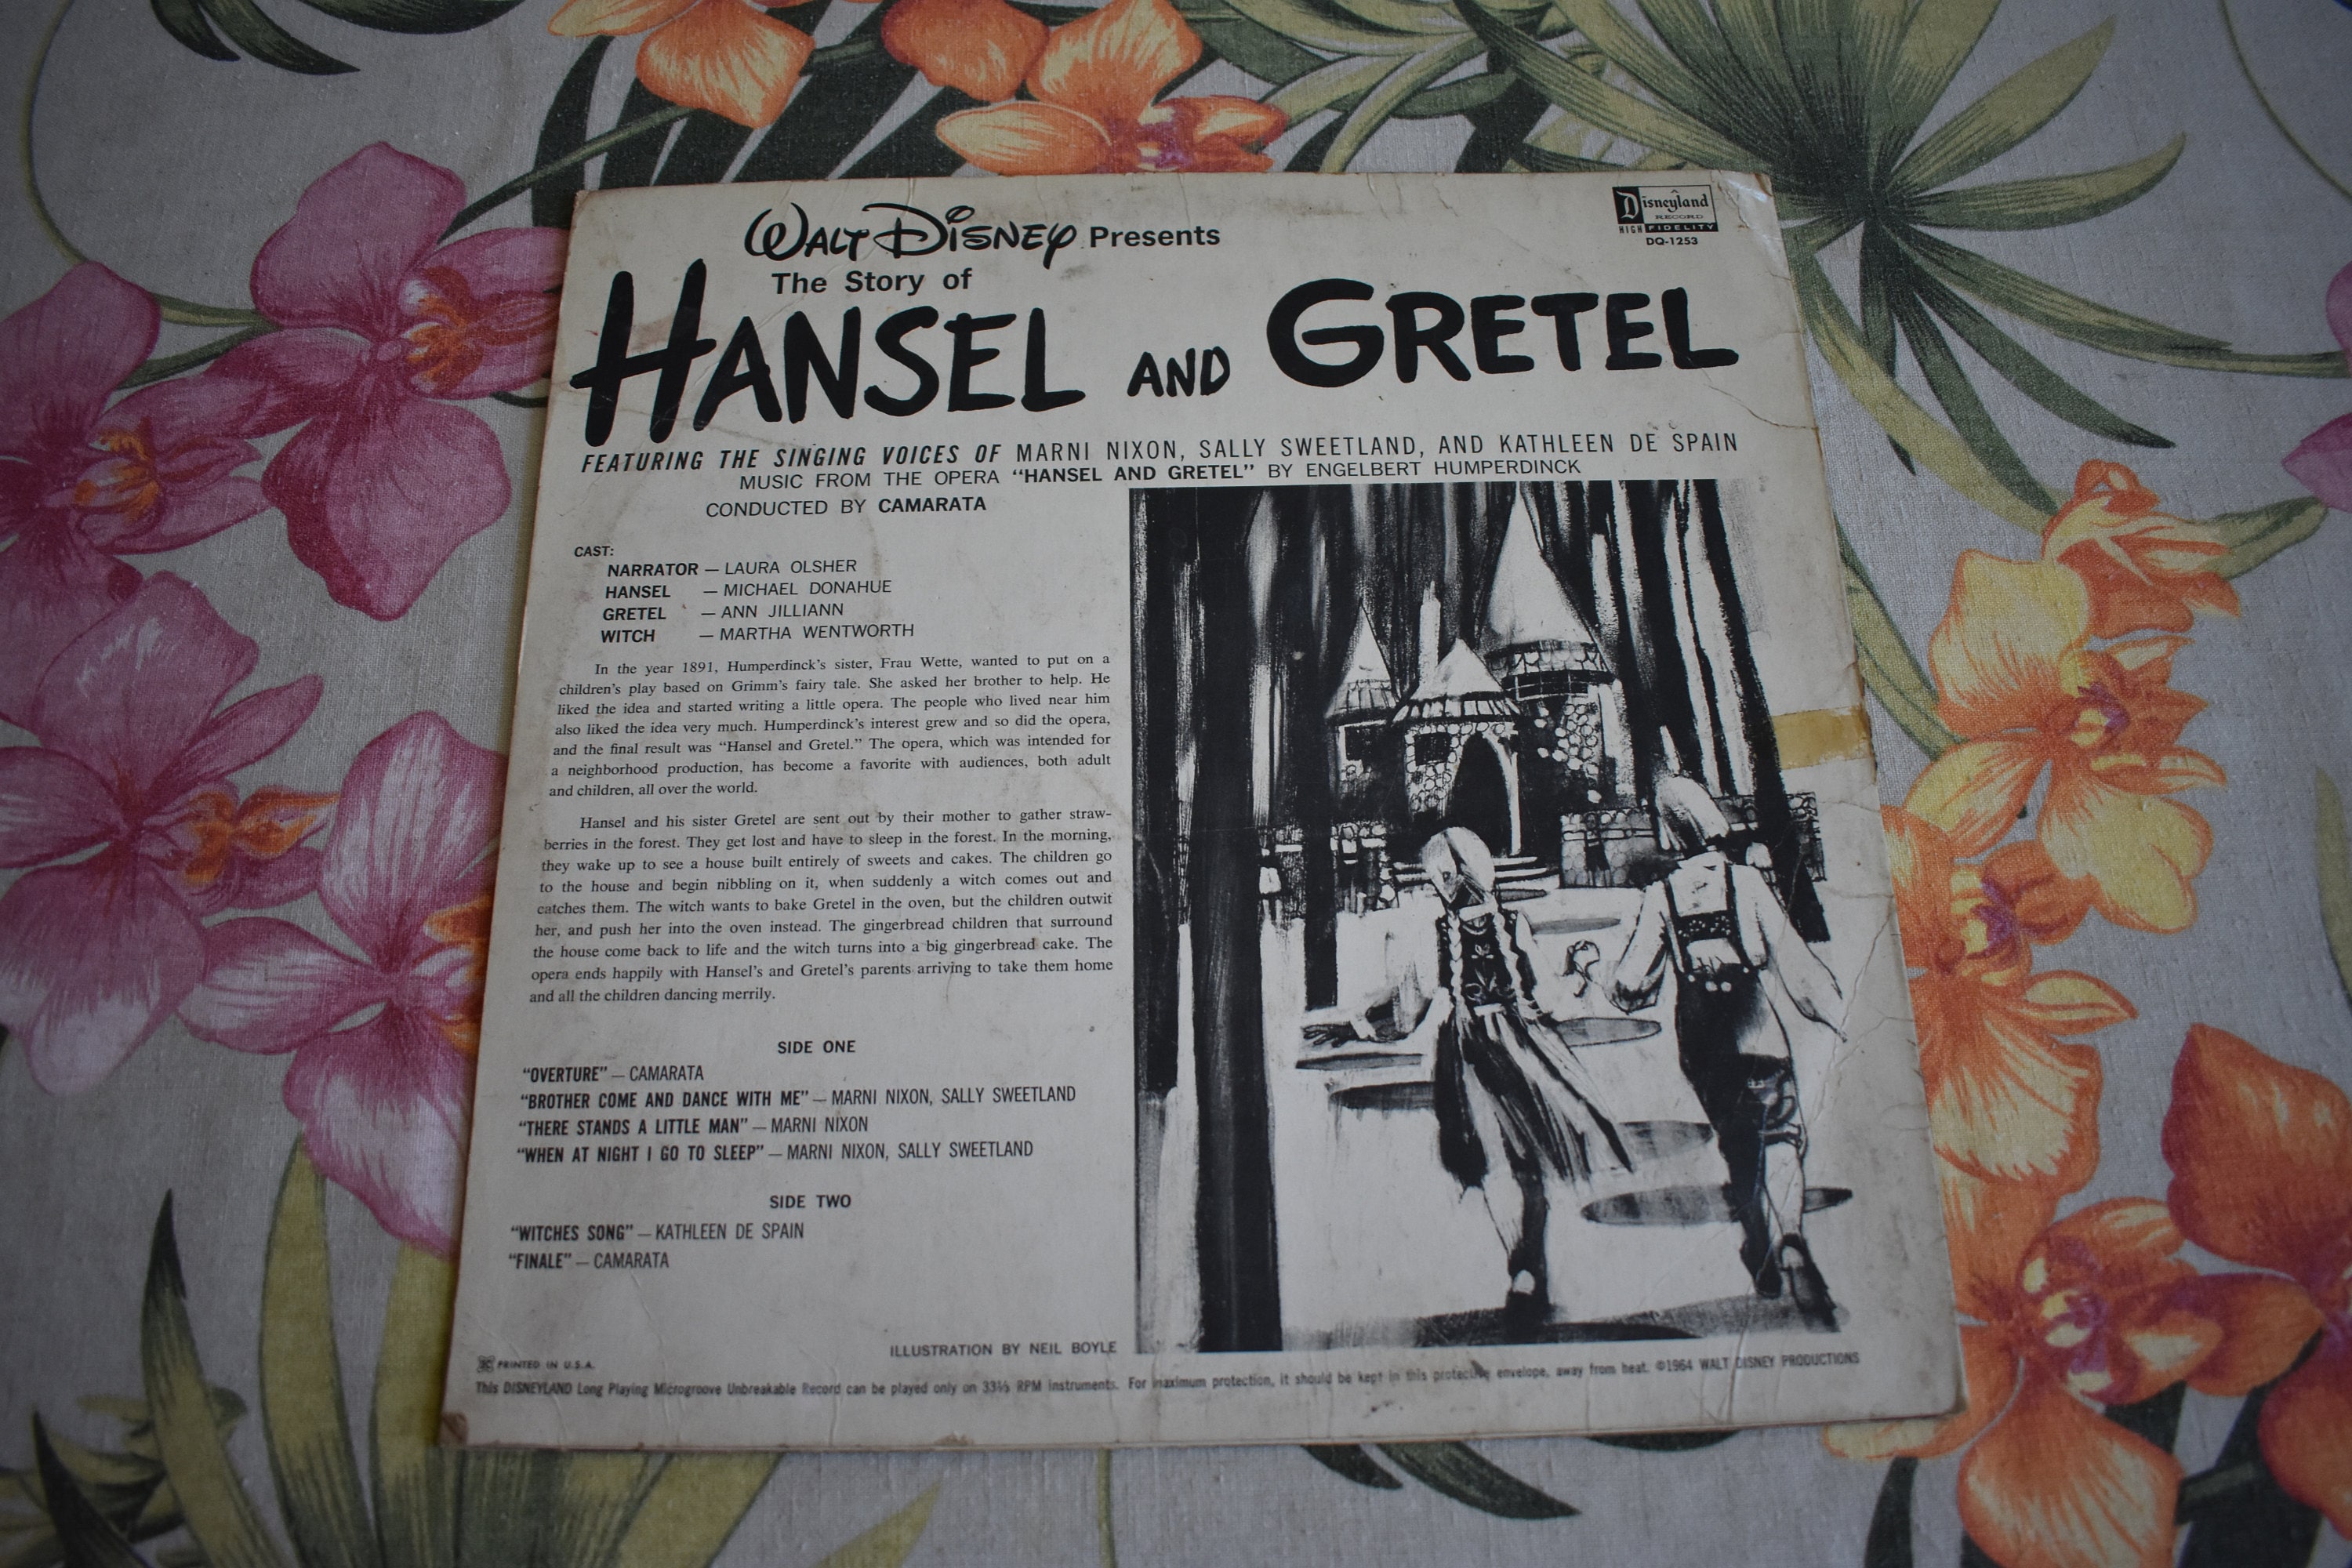 WALT DISNEY Presents
Disneyland
RECORD
HIGH FIDELITY
DQ-1253
The Story of
HANSEL AND GRETEL
FEATURING THE SINGING VOICES OF MARNI NIXON, SALLY SWEETLAND, AND KATHLEEN DE SPAIN
MUSIC FROM THE OPERA "HANSEL AND GRETEL" BY ENGELBERT HUMPERDINCK
CONDUCTED BY CAMARATA
CAST:
NARRATOR — LAURA OLSHER
HANSEL — MICHAEL DONAHUE
GRETEL — ANN JILLIANN
WITCH — MARTHA WENTWORTH
In the year 1891, Humperdinck's sister, Frau Wette, wanted to put on a
children's play based on Grimm's fairy tale. She asked her brother to help. He
liked the idea and started writing a little opera. The people who lived near him
also liked the idea very much. Humperdinck's interest grew and so did the opera,
and the final result was "Hansel and Gretel." The opera, which was intended for
a neighborhood production, has become a favorite with audiences, both adult
and children, all over the world.
Hansel and his sister Gretel are sent out by their mother to gather straw-
berries in the forest. They get lost and have to sleep in the forest. In the morning,
they wake up to see a house built entirely of sweets and cakes. The children go
to the house and begin nibbling on it, when suddenly a witch comes out and
catches them. The witch wants to bake Gretel in the oven, but the children outwit
her, and push her into the oven instead. The gingerbread children that surround
the house come back to life and the witch turns into a big gingerbread cake. The
opera ends happily with Hansel's and Gretel's parents arriving to take them home
and all the children dancing merrily.
SIDE ONE
"OVERTURE" — CAMARATA
"BROTHER COME AND DANCE WITH ME" — MARNI NIXON, SALLY SWEETLAND
"THERE STANDS A LITTLE MAN" — MARNI NIXON
"WHEN AT NIGHT I GO TO SLEEP" — MARNI NIXON, SALLY SWEETLAND
SIDE TWO
"WITCHES SONG" — KATHLEEN DE SPAIN
"FINALE" — CAMARATA
ILLUSTRATION BY NEIL BOYLE
PRINTED IN U.S.A.
This DISNEYLAND Long Playing Microgroove Unbreakable Record can be played only on 33⅓ RPM instruments. For maximum protection, it should be kept in this protective envelope, away from heat. ©1964 WALT DISNEY PRODUCTIONS